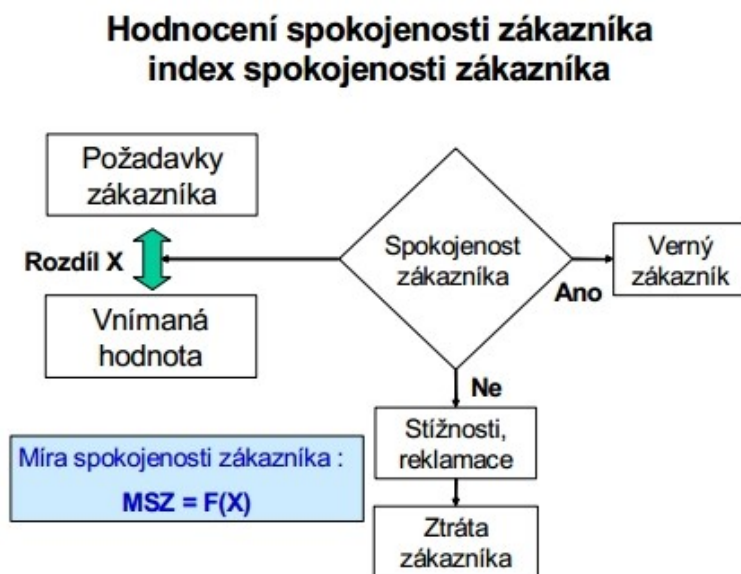 Hodnocení spokojenosti zákazníka
index spokojenosti zákazníka
Požadavky
zákazníka
Rozdíl X
Vnímaná
hodnota
Spokojenost
zákazníka
Ano
Verný
zákazník
Ne
Stížnosti,
reklamace
Ztráta
zákazníka
Míra spokojenosti zákazníka :
MSZ = F(X)